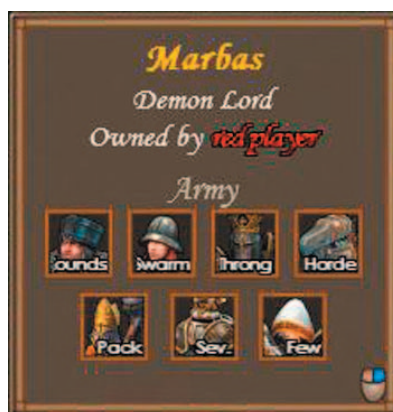 Marbas
Demon Lord
Owned by red player
Army
ounds Swarm Throng Horde
Pack Sev. Few